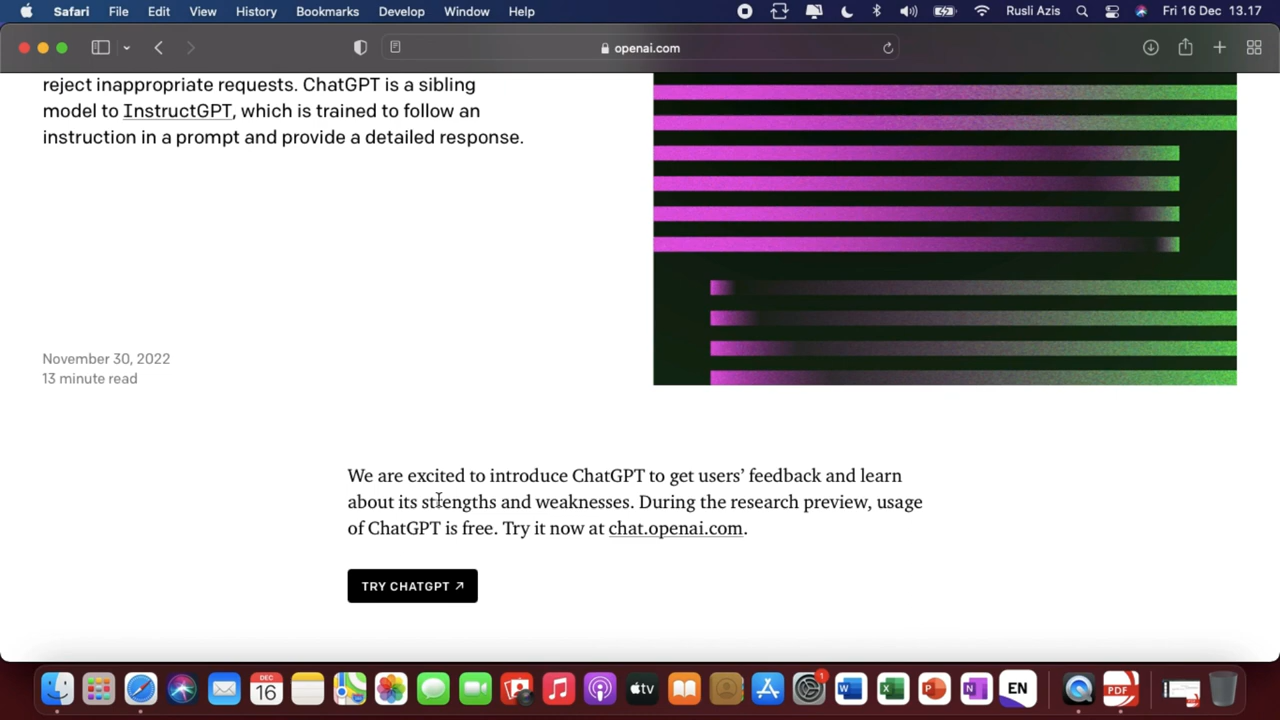 Safari File Edit View History Bookmarks Develop Window Help Rusli Azis Fri 16 Dec 13.17
openai.com
reject inappropriate requests. ChatGPT is a sibling
model to InstructGPT, which is trained to follow an
instruction in a prompt and provide a detailed response.
November 30, 2022
13 minute read
We are excited to introduce ChatGPT to get users’ feedback and learn
about its strengths and weaknesses. During the research preview, usage
of ChatGPT is free. Try it now at chat.openai.com.
TRY CHATGPT ↗
DEC
16
tv
1
W
X
P
N
EN
PDF